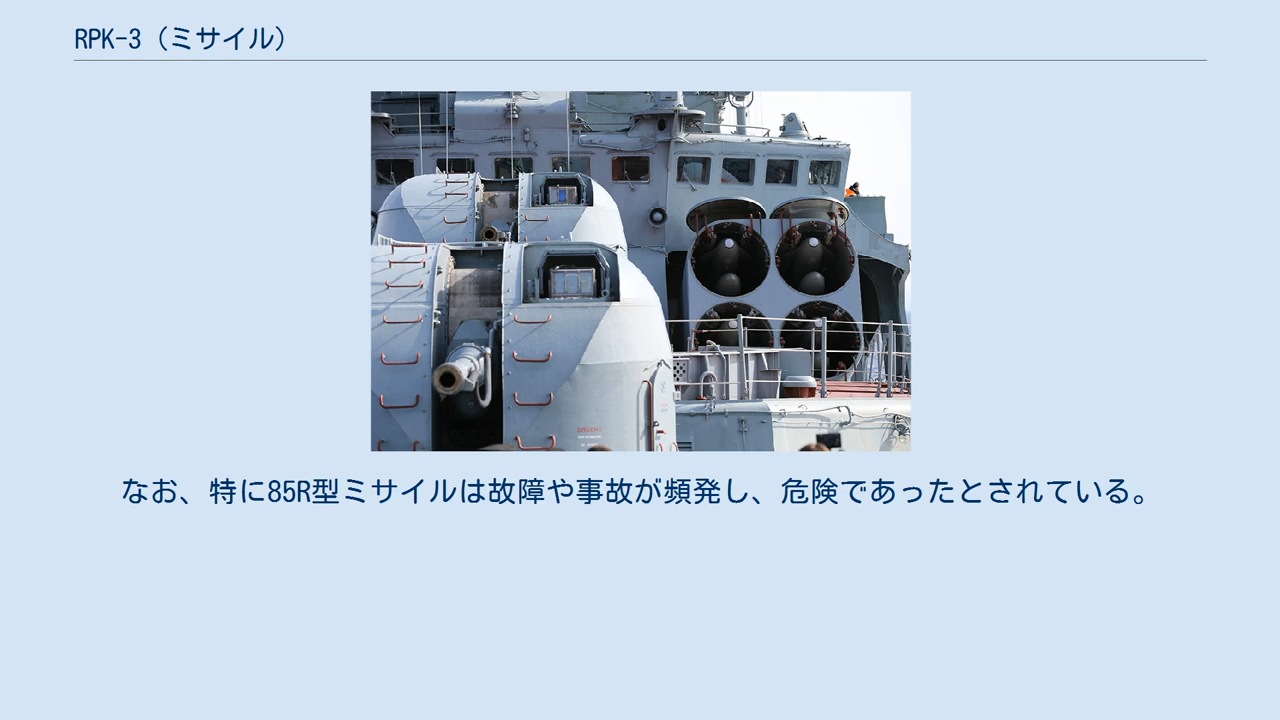 RPK-3（ミサイル）
なお、特に85R型ミサイルは故障や事故が頻発し、危険であったとされている。